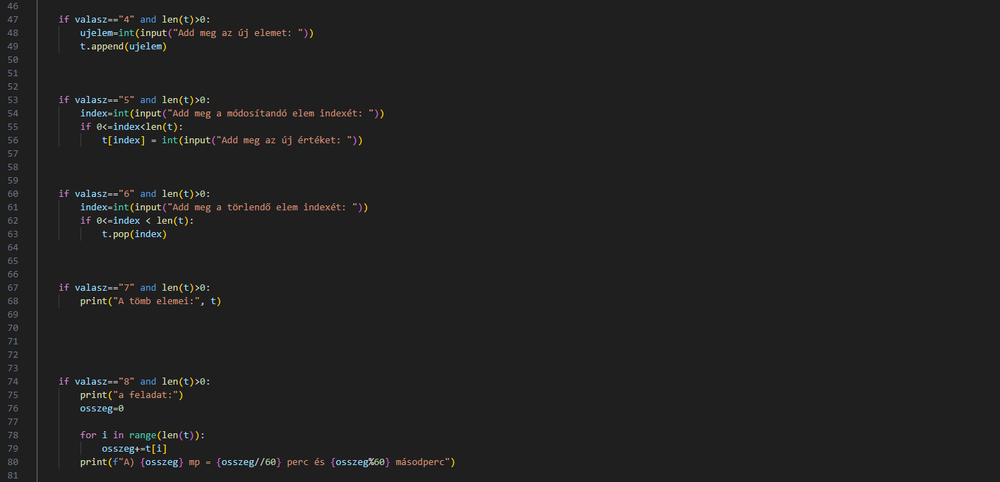 46
47 if valasz=="4" and len(t)>0:
48 ujelem=int(input("Add meg az új elemet: "))
49 t.append(ujelem)
50
51
52
53 if valasz=="5" and len(t)>0:
54 index=int(input("Add meg a módosítandó elem indexét: "))
55 if 0<=index<len(t):
56 t[index] = int(input("Add meg az új értéket: "))
57
58
59
60 if valasz=="6" and len(t)>0:
61 index=int(input("Add meg a törlendő elem indexét: "))
62 if 0<=index < len(t):
63 t.pop(index)
64
65
66
67 if valasz=="7" and len(t)>0:
68 print("A tömb elemei:", t)
69
70
71
72
73
74 if valasz=="8" and len(t)>0:
75 print("a feladat:")
76 osszeg=0
77
78 for i in range(len(t)):
79 osszeg+=t[i]
80 print(f"A) {osszeg} mp = {osszeg//60} perc és {osszeg%60} másodperc")
81